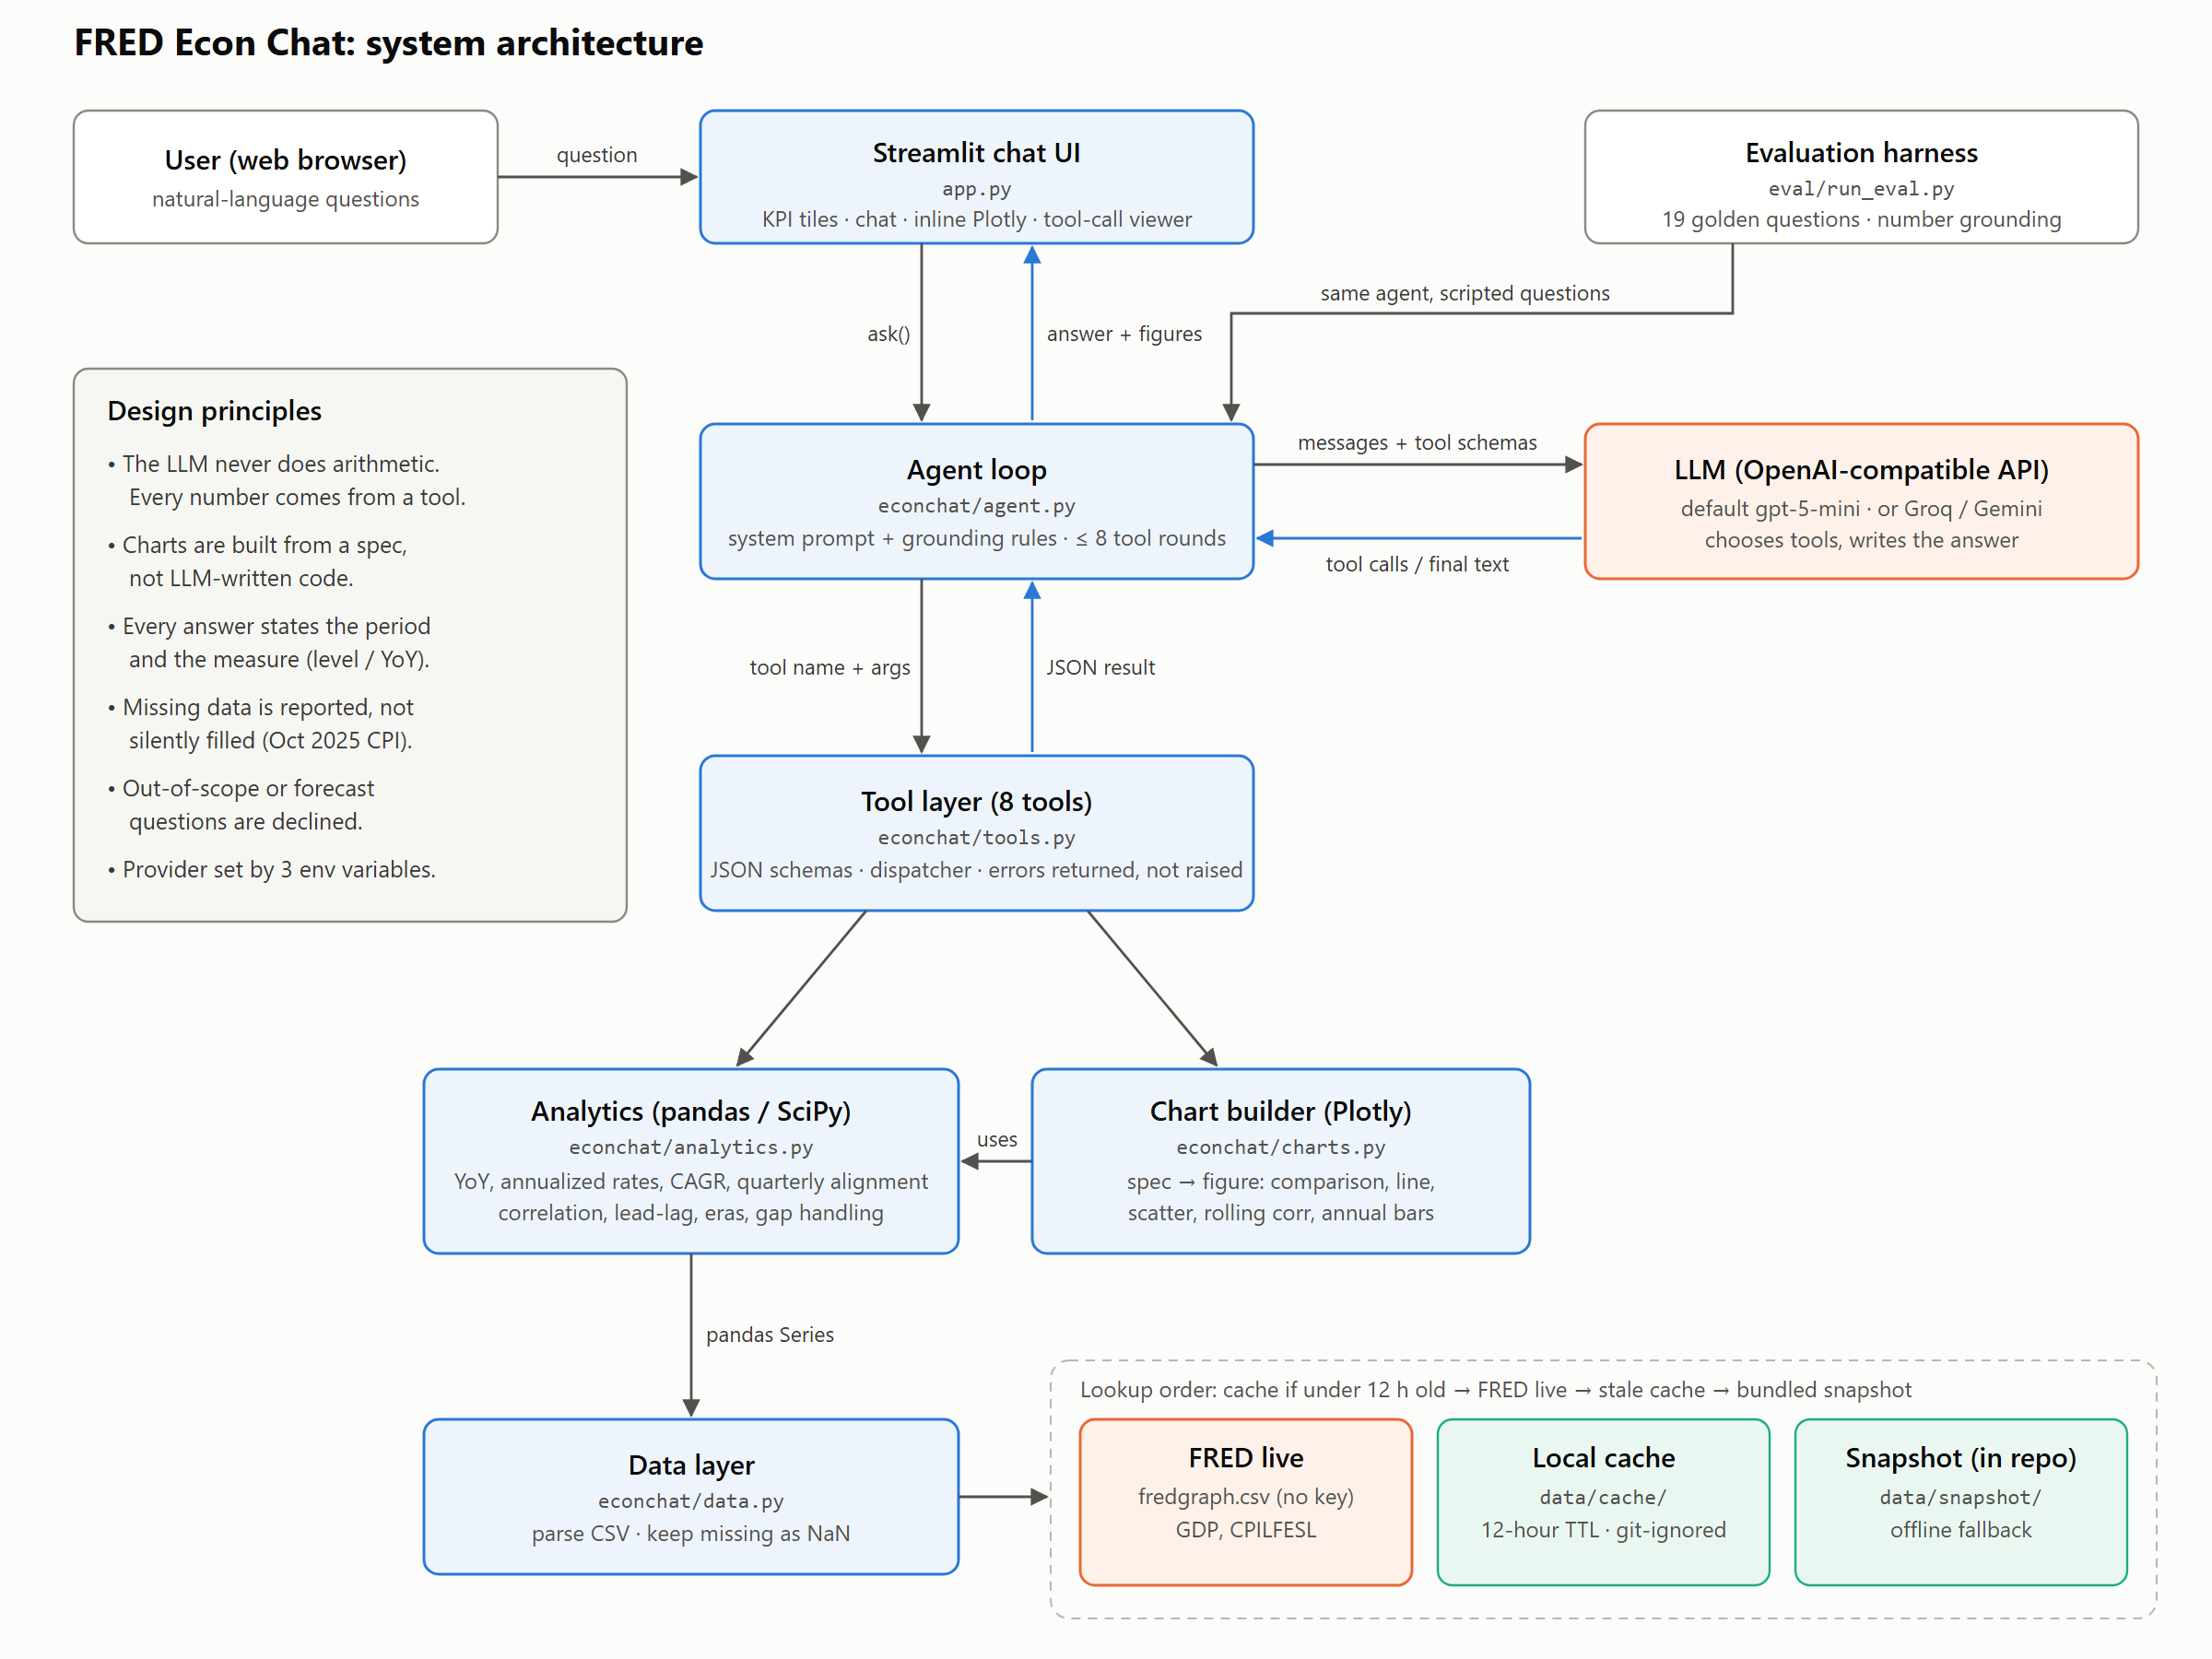 FRED Econ Chat: system architecture
User (web browser)
natural-language questions
question
Streamlit chat UI
app.py
KPI tiles · chat · inline Plotly · tool-call viewer
Evaluation harness
eval/run_eval.py
19 golden questions · number grounding
same agent, scripted questions
ask()
answer + figures
Design principles
• The LLM never does arithmetic.
Every number comes from a tool.
• Charts are built from a spec,
not LLM-written code.
• Every answer states the period
and the measure (level / YoY).
• Missing data is reported, not
silently filled (Oct 2025 CPI).
• Out-of-scope or forecast
questions are declined.
• Provider set by 3 env variables.
Agent loop
econchat/agent.py
system prompt + grounding rules · ≤ 8 tool rounds
messages + tool schemas
tool calls / final text
LLM (OpenAI-compatible API)
default gpt-5-mini · or Groq / Gemini
chooses tools, writes the answer
tool name + args
JSON result
Tool layer (8 tools)
econchat/tools.py
JSON schemas · dispatcher · errors returned, not raised
Analytics (pandas / SciPy)
econchat/analytics.py
YoY, annualized rates, CAGR, quarterly alignment
correlation, lead-lag, eras, gap handling
uses
Chart builder (Plotly)
econchat/charts.py
spec → figure: comparison, line,
scatter, rolling corr, annual bars
pandas Series
Data layer
econchat/data.py
parse CSV · keep missing as NaN
Lookup order: cache if under 12 h old → FRED live → stale cache → bundled snapshot
FRED live
fredgraph.csv (no key)
GDP, CPILFESL
Local cache
data/cache/
12-hour TTL · git-ignored
Snapshot (in repo)
data/snapshot/
offline fallback